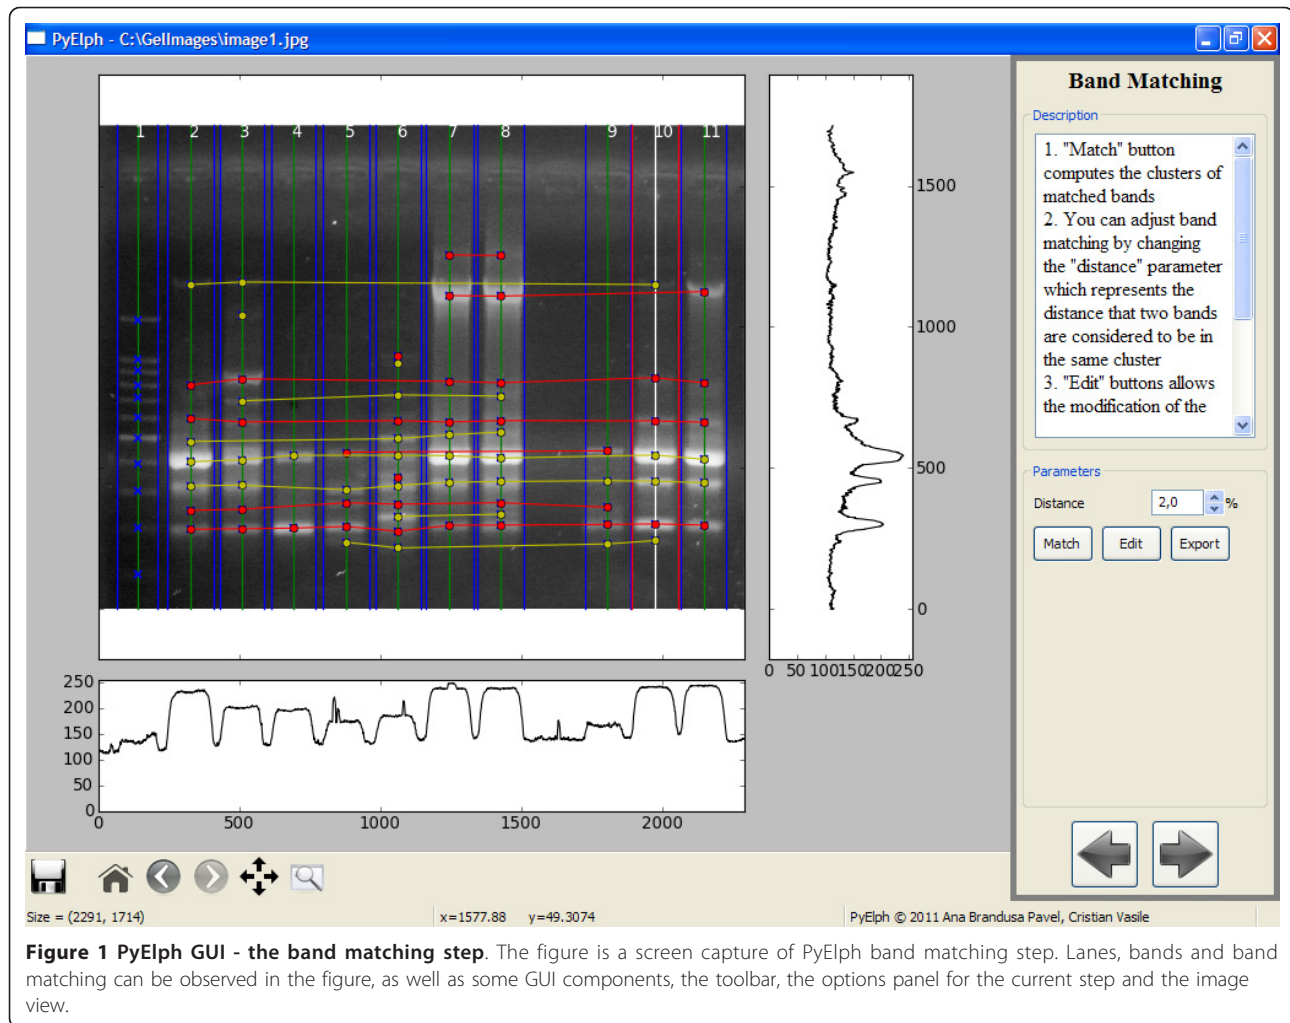 PyElph - C:\GelImages\image1.jpg
1 2 3 4 5 6 7 8 9 10 11
1500
1000
500
0
0 50 100 150 200 250
250
200
150
100
50
0
0 500 1000 1500 2000
Band Matching
Description
1. "Match" button
computes the clusters of
matched bands
2. You can adjust band
matching by changing
the "distance" parameter
which represents the
distance that two bands
are considered to be in
the same cluster
3. "Edit" buttons allows
the modification of the
Parameters
Distance 2,0 %
Match Edit Export
Size = (2291, 1714) x=1577.88 y=49.3074 PyElph © 2011 Ana Brandusa Pavel, Cristian Vasile
Figure 1 PyElph GUI - the band matching step. The figure is a screen capture of PyElph band matching step. Lanes, bands and band
matching can be observed in the figure, as well as some GUI components, the toolbar, the options panel for the current step and the image
view.